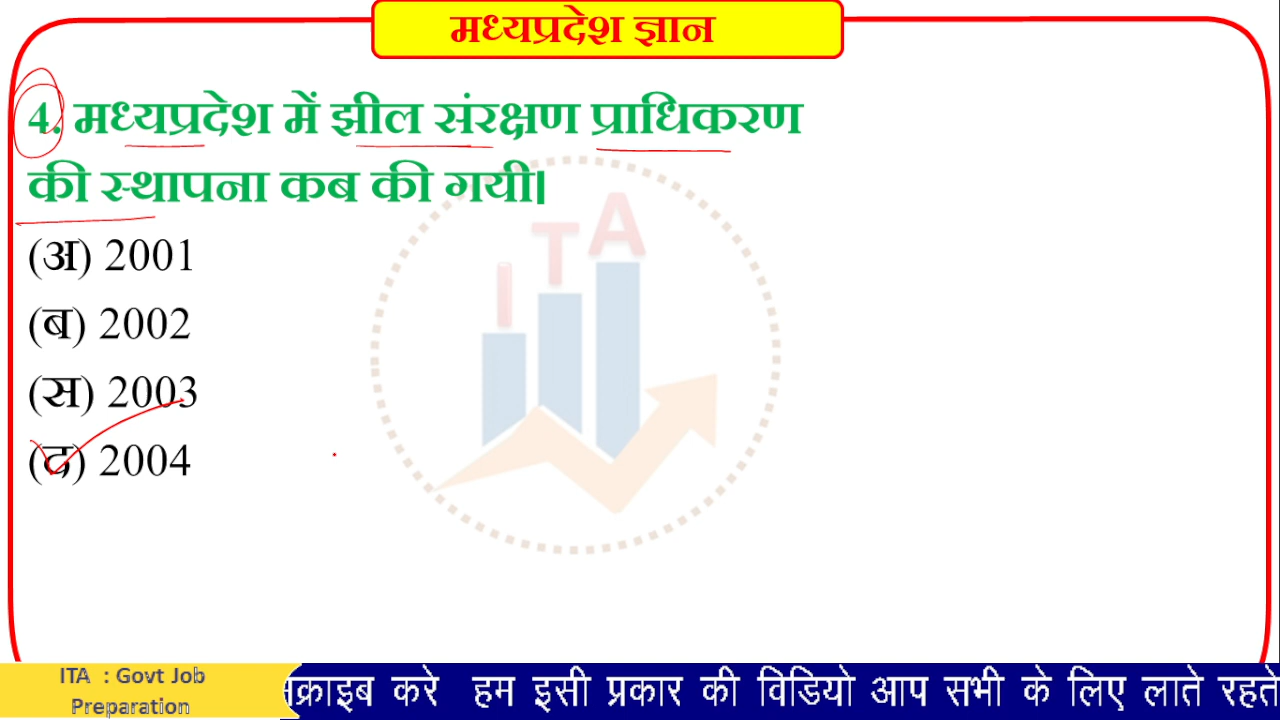 मध्यप्रदेश ज्ञान
4. मध्यप्रदेश में झील संरक्षण प्राधिकरण
की स्थापना कब की गयी।
(अ) 2001
(ब) 2002
(स) 2003
(द) 2004
I T A
ITA : Govt Job
Preparation
करे हम इसी प्रकार की विडियो आप सभी के लिए लाते रहते